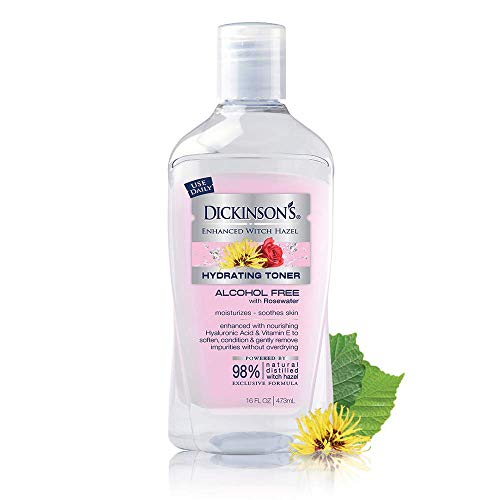 USE
DAILY
DICKINSON'S®
ENHANCED WITCH HAZEL
HYDRATING TONER
ALCOHOL FREE
with Rosewater
moisturizes - soothes skin
enhanced with nourishing
Hyaluronic Acid & Vitamin E to
soften, condition & gently remove
impurities without overdrying
POWERED BY
98% natural
distilled
witch hazel
EXCLUSIVE FORMULA
16 FL OZ / 473mL